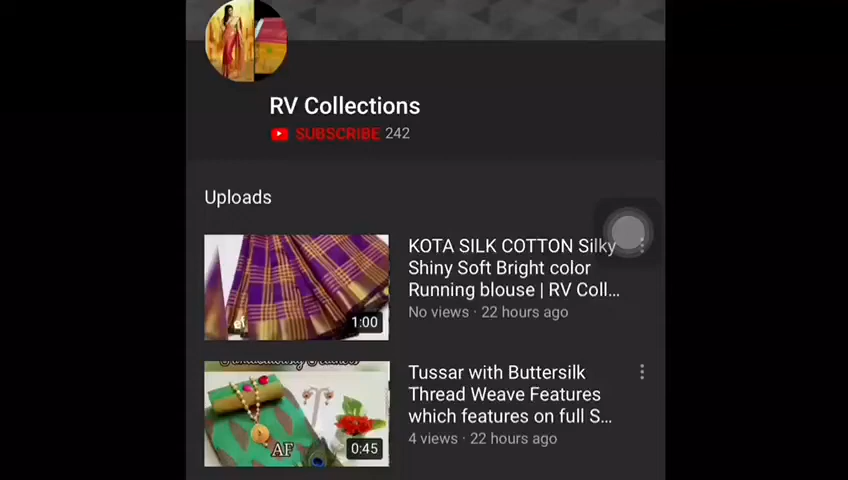 RV Collections
SUBSCRIBE 242
Uploads
KOTA SILK COTTON Silky
Shiny Soft Bright color
Running blouse | RV Coll...
No views · 22 hours ago
1:00
Tussar with Buttersilk
Thread Weave Features
which features on full S...
4 views · 22 hours ago
AF
0:45